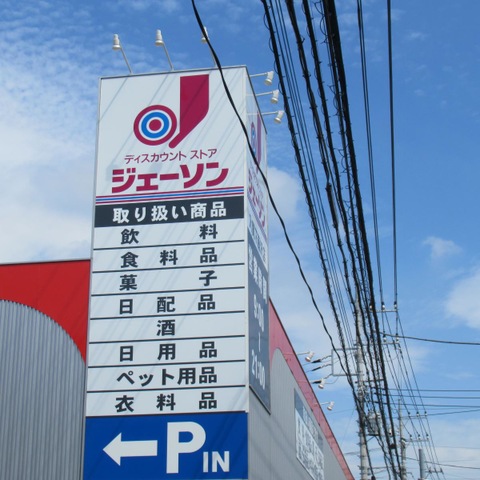 ディスカウント ストア
ジェーソン
取り扱い商品
飲料
食料品
菓子
日配品
酒
日用品
ペット用品
衣料品
←PIN